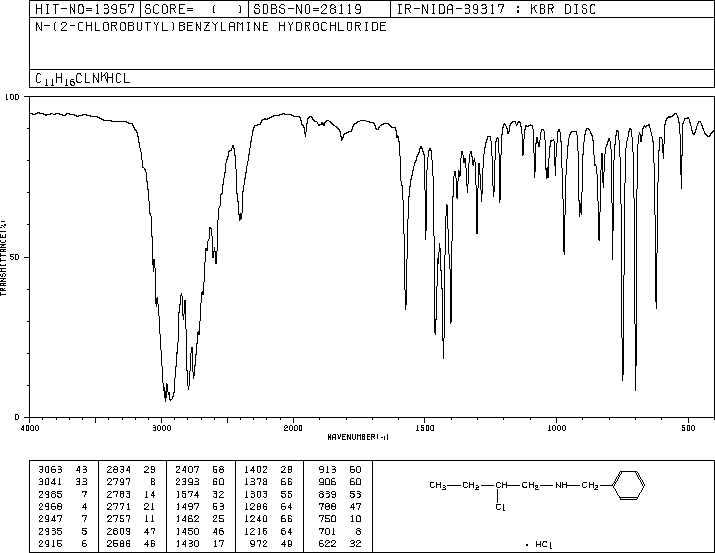 HIT-NO=13957 SCORE= ( ) SDBS-NO=28119 IR-NIDA-39317 : KBR DISC
N-(2-CHLOROBUTYL)BENZYLAMINE HYDROCHLORIDE
C11H16CLN*HCL
100
50
0
TRANSMITTANCE(%)
4000 3000 2000 1500 1000 500
WAVENUMBER(-1)
3063 43 2834 29 2407 58 1402 28 913 60
3041 33 2797 8 2393 60 1378 66 906 60
2985 7 2783 14 1574 32 1303 55 839 53
2968 4 2771 21 1497 53 1286 64 788 47
2947 7 2757 11 1462 25 1240 66 750 10
2935 5 2609 47 1450 46 1216 64 701 8
2915 6 2586 46 1430 17 972 49 622 32
CH3—CH2—CH—CH2—NH—CH2
Cl
• HCl